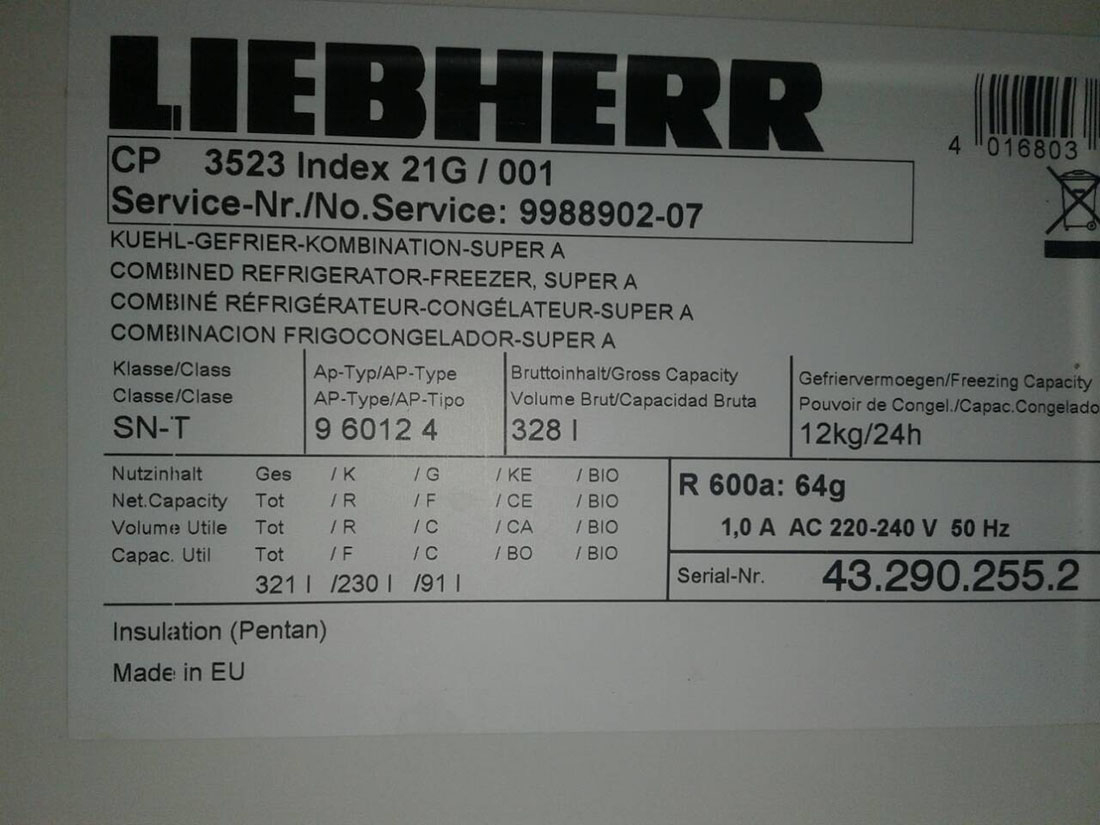 LIEBHERR
4 016803
CP 3523 Index 21G / 001
Service-Nr./No.Service: 9988902-07
KUEHL-GEFRIER-KOMBINATION-SUPER A
COMBINED REFRIGERATOR-FREEZER, SUPER A
COMBINÉ RÉFRIGÉRATEUR-CONGÉLATEUR-SUPER A
COMBINACION FRIGOCONGELADOR-SUPER A
Klasse/Class
Classe/Clase
SN-T
Ap-Typ/AP-Type
AP-Type/AP-Tipo
9 6012 4
Bruttoinhalt/Gross Capacity
Volume Brut/Capacidad Bruta
328 l
Gefriervermoegen/Freezing Capacity
Pouvoir de Congel./Capac.Congelado
12kg/24h
Nutzinhalt Ges / K / G / KE / BIO
Net.Capacity Tot / R / F / CE / BIO
Volume Utile Tot / R / C / CA / BIO
Capac. Util Tot / F / C / BO / BIO
321 l /230 l /91 l
R 600a: 64g
1,0 A AC 220-240 V 50 Hz
Serial-Nr. 43.290.255.2
Insulation (Pentan)
Made in EU